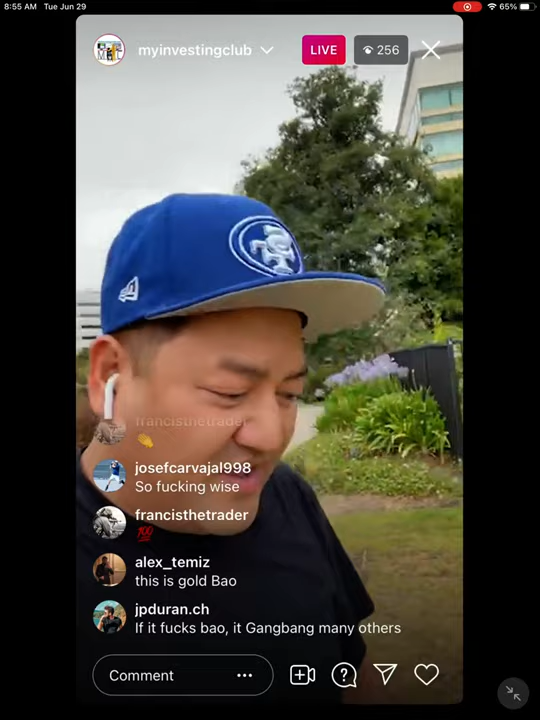 8:55 AM Tue Jun 29
65%
myinvestingclub
LIVE
256
francisthetrader
josefcarvajal998
So fucking wise
francisthetrader
100
alex_temiz
this is gold Bao
jpduran.ch
If it fucks bao, it Gangbang many others
Comment